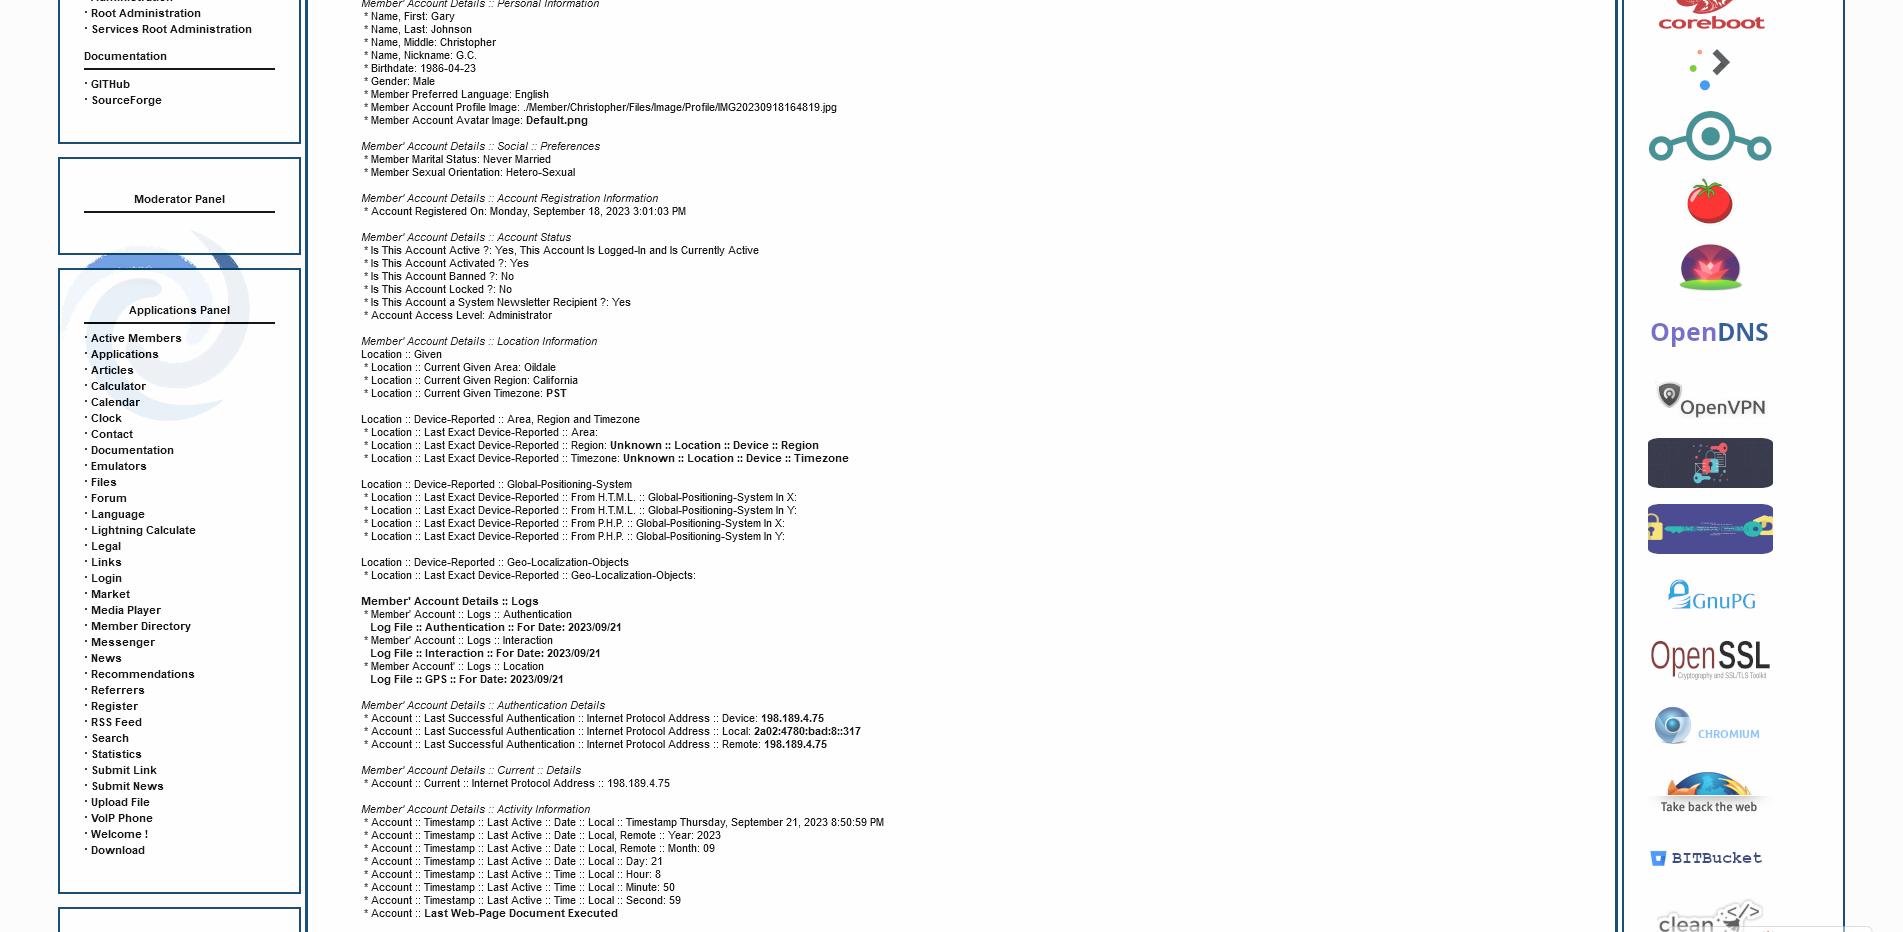 · Root Administration
· Services Root Administration
Documentation
· GITHub
· SourceForge
Moderator Panel
Applications Panel
· Active Members
· Applications
· Articles
· Calculator
· Calendar
· Clock
· Contact
· Documentation
· Emulators
· Files
· Forum
· Language
· Lightning Calculate
· Legal
· Links
· Login
· Market
· Media Player
· Member Directory
· Messenger
· News
· Recommendations
· Referrers
· Register
· RSS Feed
· Search
· Statistics
· Submit Link
· Submit News
· Upload File
· VoIP Phone
· Welcome !
· Download
Member' Account Details :: Personal Information
* Name, First: Gary
* Name, Last: Johnson
* Name, Middle: Christopher
* Name, Nickname: G.C.
* Birthdate: 1986-04-23
* Gender: Male
* Member Preferred Language: English
* Member Account Profile Image: ./Member/Christopher/Files/Image/Profile/IMG20230918164819.jpg
* Member Account Avatar Image: Default.png
Member' Account Details :: Social :: Preferences
* Member Marital Status: Never Married
* Member Sexual Orientation: Hetero-Sexual
Member' Account Details :: Account Registration Information
* Account Registered On: Monday, September 18, 2023 3:01:03 PM
Member' Account Details :: Account Status
* Is This Account Active ?: Yes, This Account Is Logged-In and Is Currently Active
* Is This Account Activated ?: Yes
* Is This Account Banned ?: No
* Is This Account Locked ?: No
* Is This Account a System Newsletter Recipient ?: Yes
* Account Access Level: Administrator
Member' Account Details :: Location Information
Location :: Given
* Location :: Current Given Area: Oildale
* Location :: Current Given Region: California
* Location :: Current Given Timezone: PST
Location :: Device-Reported :: Area, Region and Timezone
* Location :: Last Exact Device-Reported :: Area:
* Location :: Last Exact Device-Reported :: Region: Unknown :: Location :: Device :: Region
* Location :: Last Exact Device-Reported :: Timezone: Unknown :: Location :: Device :: Timezone
Location :: Device-Reported :: Global-Positioning-System
* Location :: Last Exact Device-Reported :: From H.T.M.L. :: Global-Positioning-System In X:
* Location :: Last Exact Device-Reported :: From H.T.M.L. :: Global-Positioning-System In Y:
* Location :: Last Exact Device-Reported :: From P.H.P. :: Global-Positioning-System In X:
* Location :: Last Exact Device-Reported :: From P.H.P. :: Global-Positioning-System In Y:
Location :: Device-Reported :: Geo-Localization-Objects
* Location :: Last Exact Device-Reported :: Geo-Localization-Objects:
Member' Account Details :: Logs
* Member' Account :: Logs :: Authentication
Log File :: Authentication :: For Date: 2023/09/21
* Member' Account :: Logs :: Interaction
Log File :: Interaction :: For Date: 2023/09/21
* Member Account' :: Logs :: Location
Log File :: GPS :: For Date: 2023/09/21
Member' Account Details :: Authentication Details
* Account :: Last Successful Authentication :: Internet Protocol Address :: Device: 198.189.4.75
* Account :: Last Successful Authentication :: Internet Protocol Address :: Local: 2a02:4780:bad:8::317
* Account :: Last Successful Authentication :: Internet Protocol Address :: Remote: 198.189.4.75
Member' Account Details :: Current :: Details
* Account :: Current :: Internet Protocol Address :: 198.189.4.75
Member' Account Details :: Activity Information
* Account :: Timestamp :: Last Active :: Date :: Local :: Timestamp Thursday, September 21, 2023 8:50:59 PM
* Account :: Timestamp :: Last Active :: Date :: Local, Remote :: Year: 2023
* Account :: Timestamp :: Last Active :: Date :: Local, Remote :: Month: 09
* Account :: Timestamp :: Last Active :: Date :: Local :: Day: 21
* Account :: Timestamp :: Last Active :: Time :: Local :: Hour: 8
* Account :: Timestamp :: Last Active :: Time :: Local :: Minute: 50
* Account :: Timestamp :: Last Active :: Time :: Local :: Second: 59
* Account :: Last Web-Page Document Executed
coreboot
OpenDNS
OpenVPN
GnuPG
OpenSSL
Cryptography and SSL/TLS Toolkit
CHROMIUM
Take back the web
BITBucket
clean